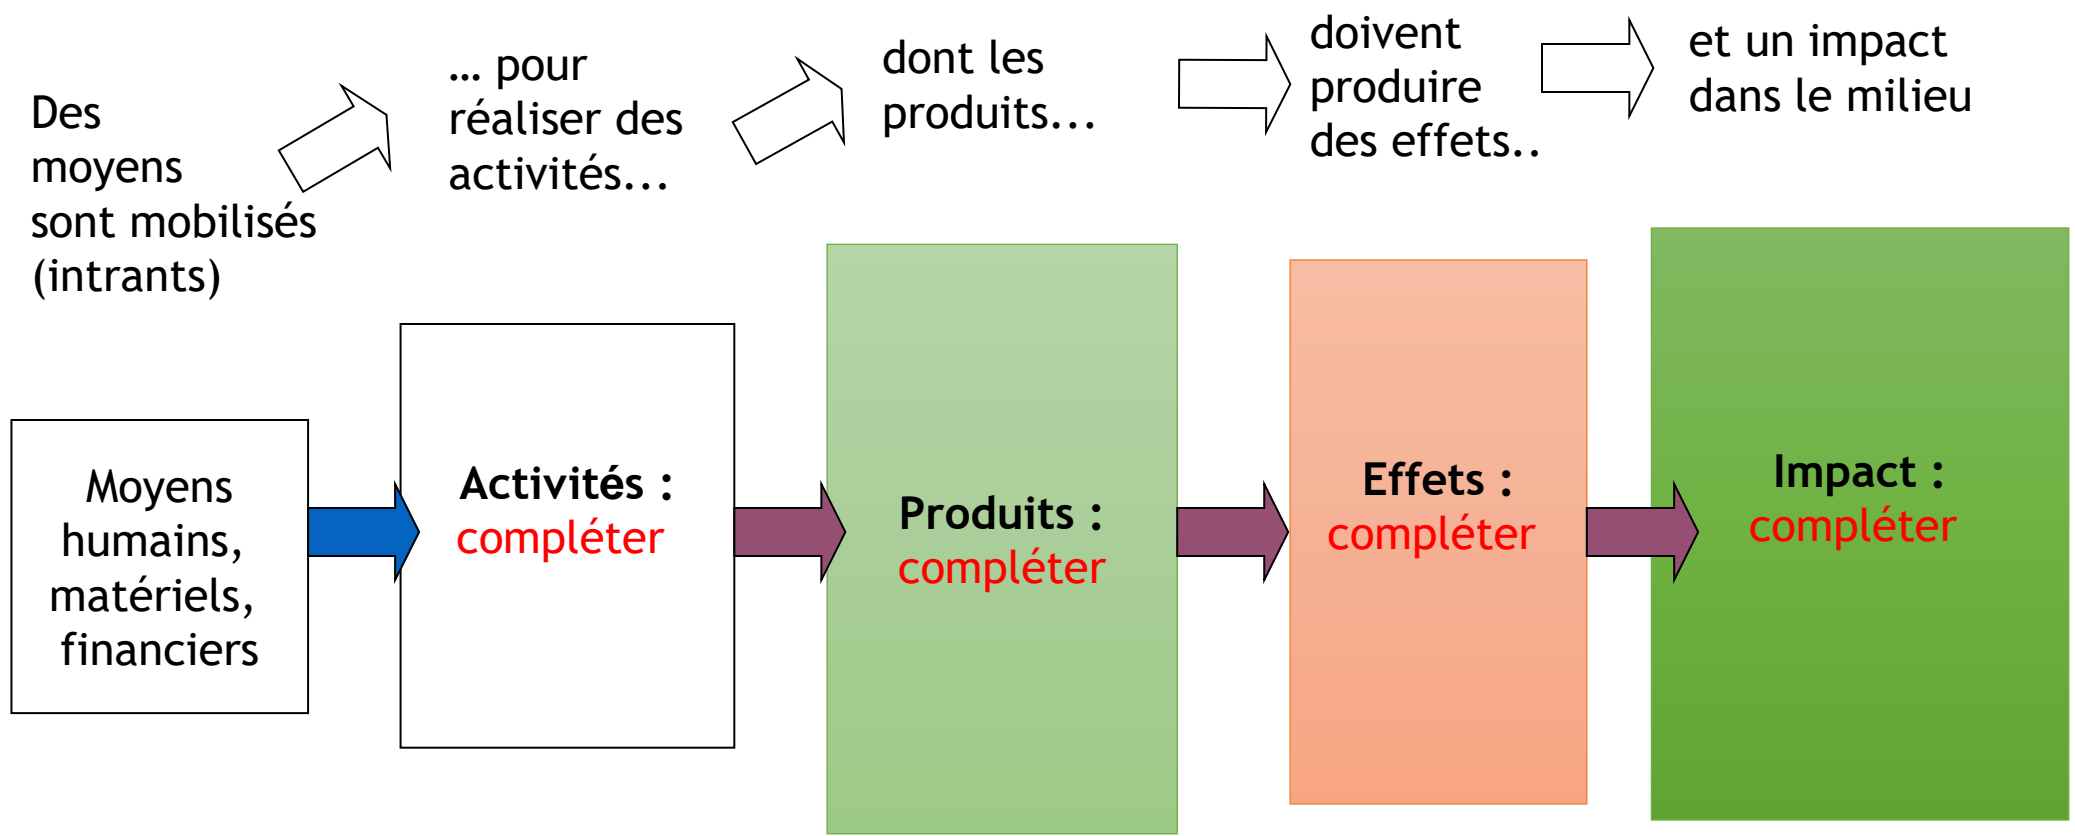 Des
moyens
sont mobilisés
(intrants)
… pour
réaliser des
activités...
dont les
produits...
doivent
produire
des effets..
et un impact
dans le milieu
Moyens
humains,
matériels,
financiers
Activités :
compléter
Produits :
compléter
Effets :
compléter
Impact :
compléter